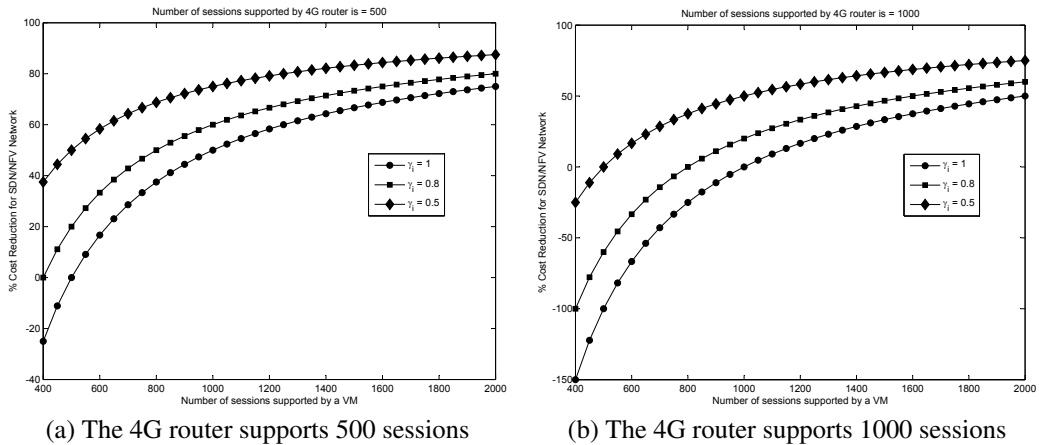 Number of sessions supported by 4G router is = 500
% Cost Reduction for SDN/NFV Network
100
80
60
40
20
0
-20
-40
400 600 800 1000 1200 1400 1600 1800 2000
Number of sessions supported by a VM
γi = 1
γi = 0.8
γi = 0.5
(a) The 4G router supports 500 sessions
Number of sessions supported by 4G router is = 1000
% Cost Reduction for SDN/NFV Network
100
50
0
-50
-100
-150
400 600 800 1000 1200 1400 1600 1800 2000
Number of sessions supported by a VM
γi = 1
γi = 0.8
γi = 0.5
(b) The 4G router supports 1000 sessions